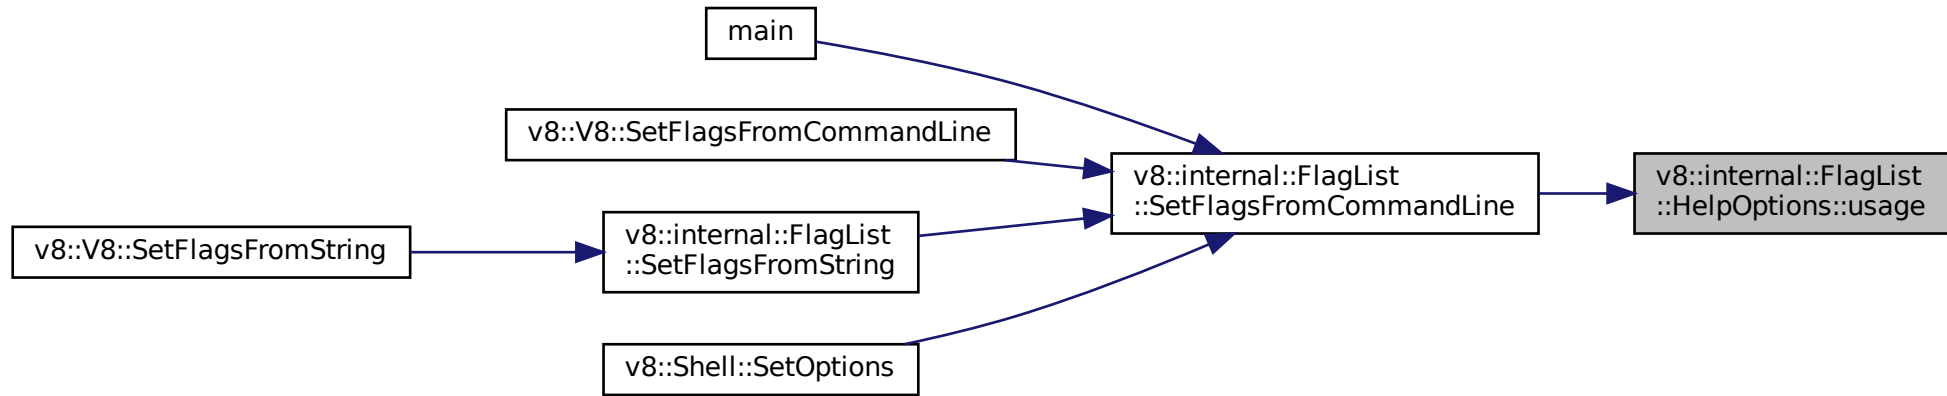 main
v8::V8::SetFlagsFromCommandLine
v8::internal::FlagList
::SetFlagsFromCommandLine
v8::internal::FlagList
::HelpOptions::usage
v8::V8::SetFlagsFromString
v8::internal::FlagList
::SetFlagsFromString
v8::Shell::SetOptions